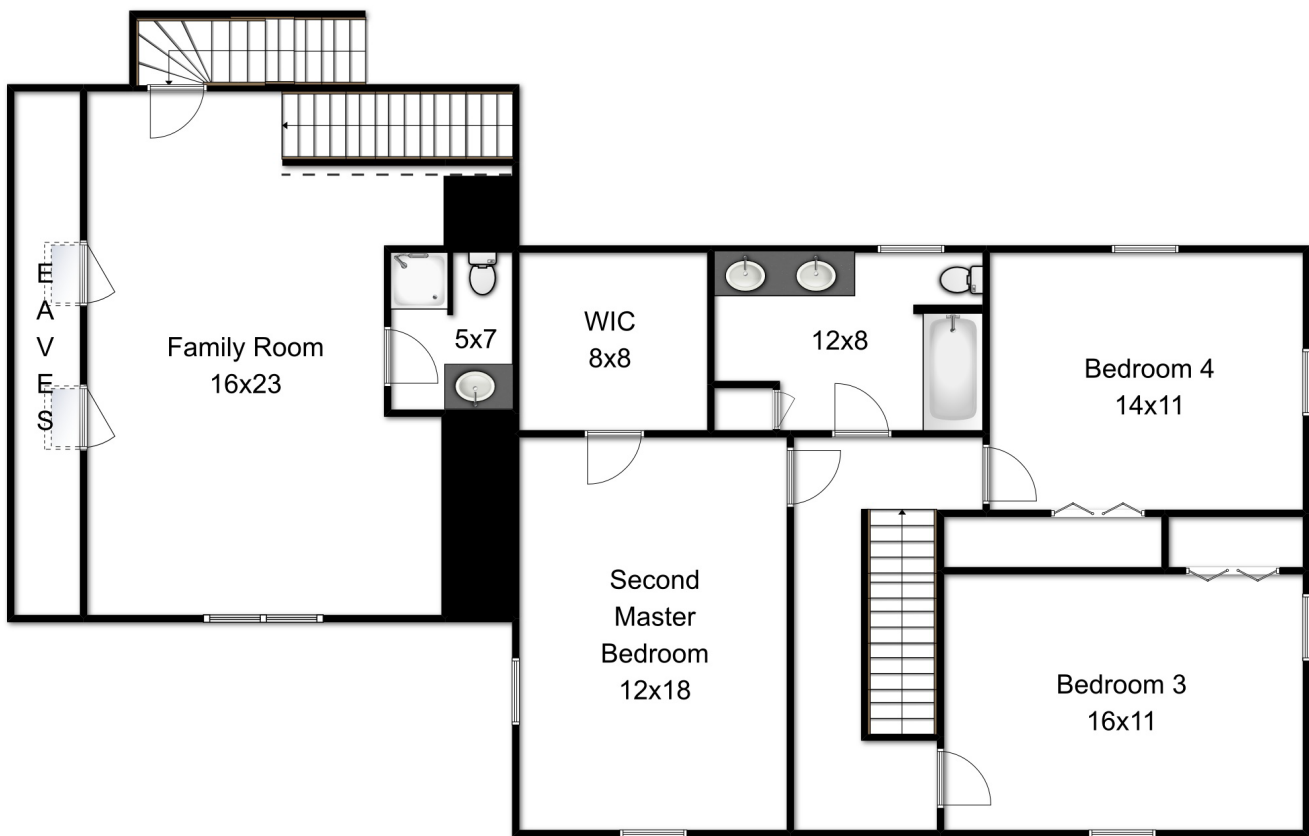 E
A
V
E
S
Family Room
16x23
5x7
WIC
8x8
12x8
Bedroom 4
14x11
Second
Master
Bedroom
12x18
Bedroom 3
16x11